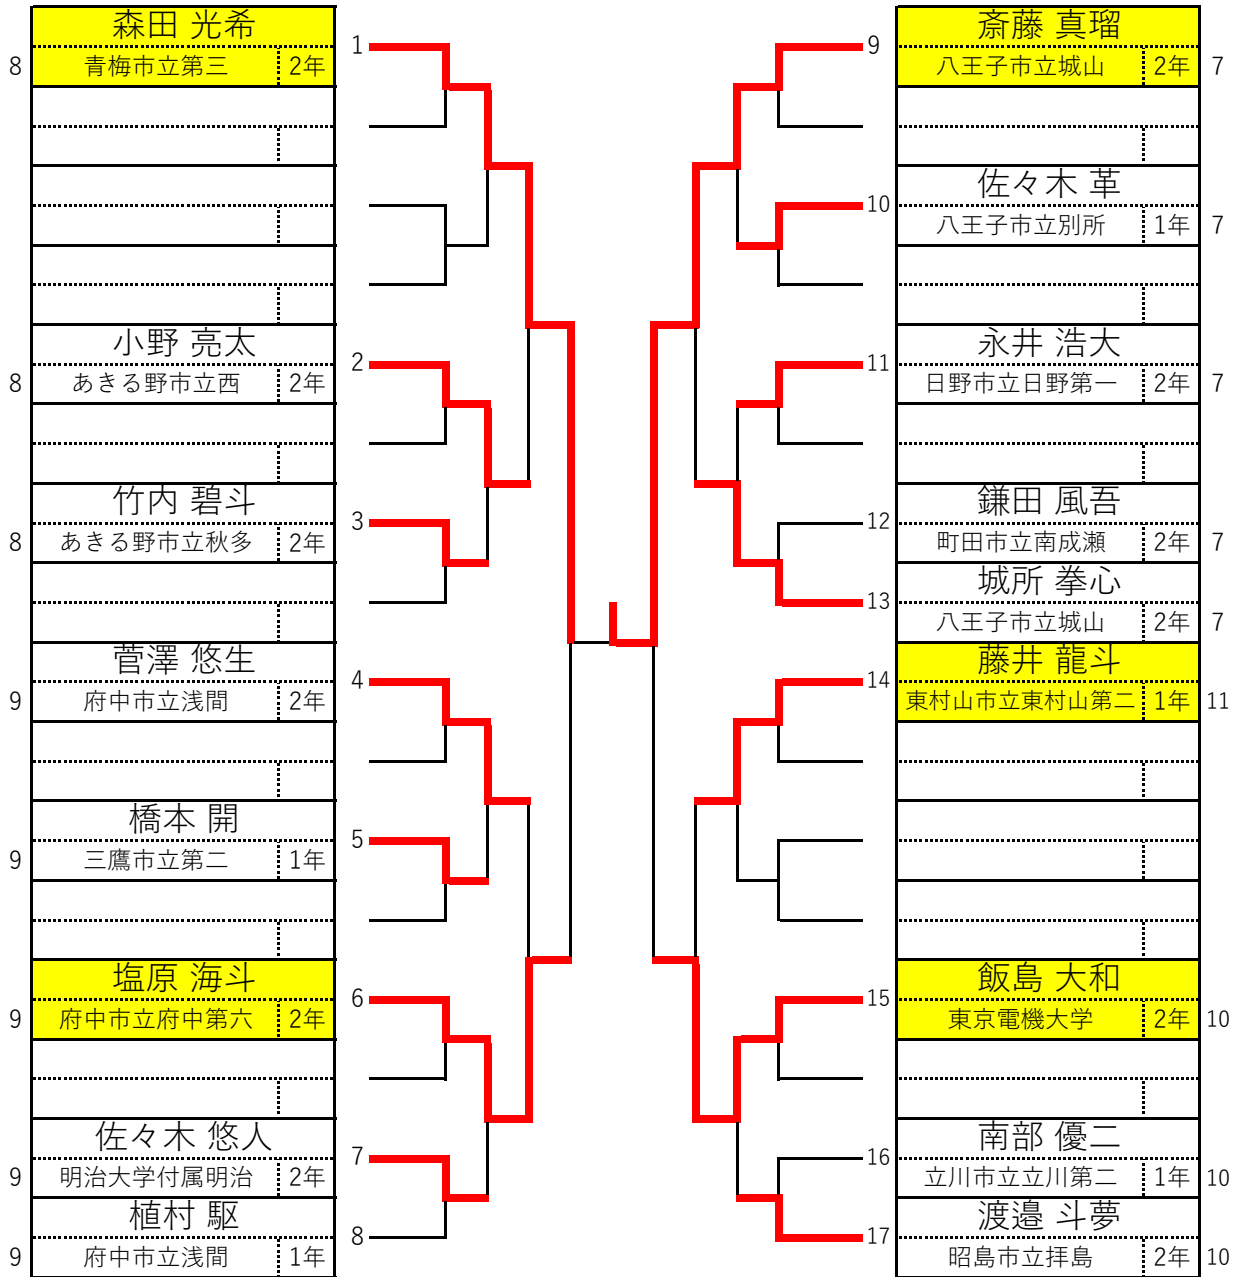 森田 光希
8 青梅市立第三 2年 1
小野 亮太
8 あきる野市立西 2年 2
竹内 碧斗
8 あきる野市立秋多 2年 3
菅澤 悠生
9 府中市立浅間 2年 4
橋本 開
9 三鷹市立第二 1年 5
塩原 海斗
9 府中市立府中第六 2年 6
佐々木 悠人
9 明治大学付属明治 2年 7
植村 駆
9 府中市立浅間 1年 8
斎藤 真瑠
9 八王子市立城山 2年 7
佐々木 革
10 八王子市立別所 1年 7
永井 浩大
11 日野市立日野第一 2年 7
鎌田 風吾
12 町田市立南成瀬 2年 7
城所 拳心
13 八王子市立城山 2年 7
藤井 龍斗
14 東村山市立東村山第二 1年 11
飯島 大和
15 東京電機大学 2年 10
南部 優二
16 立川市立立川第二 1年 10
渡邉 斗夢
17 昭島市立拝島 2年 10